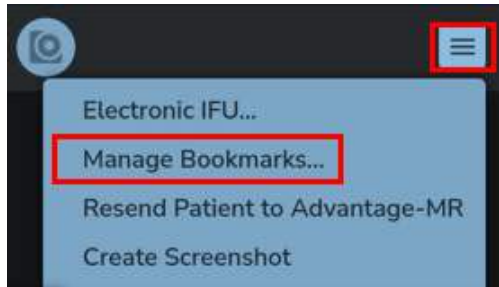 Electronic IFU...
Manage Bookmarks...
Resend Patient to Advantage-MR
Create Screenshot